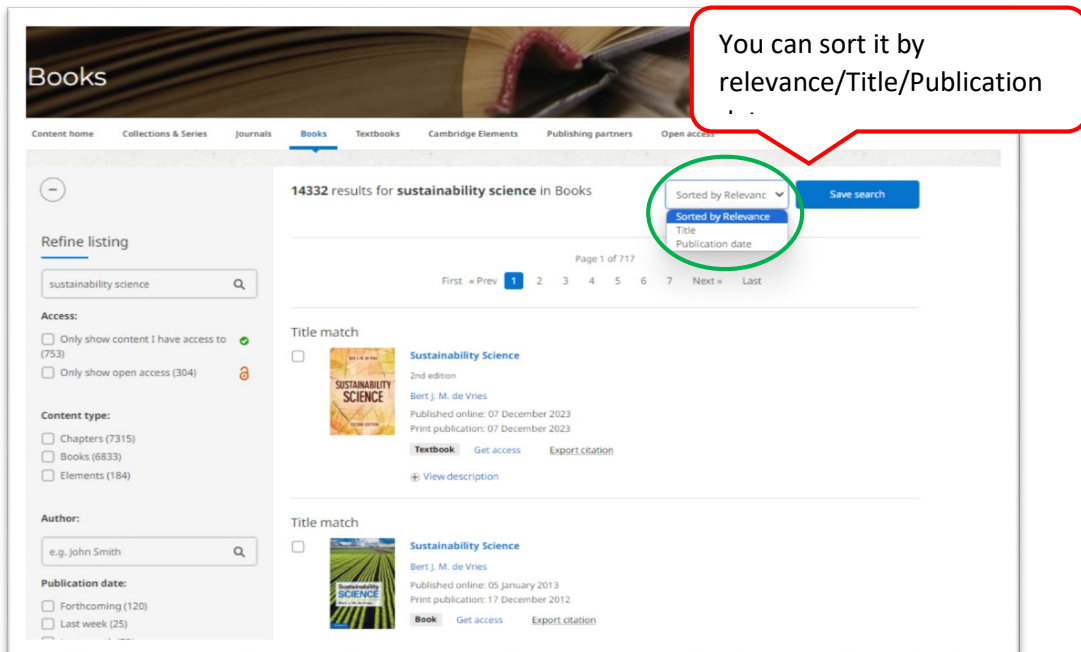 You can sort it by
relevance/Title/Publication
Books
Content home Collections & Series Journals Books Textbooks Cambridge Elements Publishing partners Open access
14332 results for sustainability science in Books
Sorted by Relevanc
Save search
Sorted by Relevance
Title
Publication date
Refine listing
sustainability science
Page 1 of 717
First « Prev 1 2 3 4 5 6 7 Next » Last
Access:
Only show content I have access to
(753)
Only show open access (304)
Content type:
Chapters (7315)
Books (6833)
Elements (184)
Author:
e.g. John Smith
Publication date:
Forthcoming (120)
Last week (25)
Title match
SUSTAINABILITY
SCIENCE
SECOND EDITION
Sustainability Science
2nd edition
Bert J. M. de Vries
Published online: 07 December 2023
Print publication: 07 December 2023
Textbook Get access Export citation
View description
Title match
Sustainability
SCIENCE
Sustainability Science
Bert J. M. de Vries
Published online: 05 January 2013
Print publication: 17 December 2012
Book Get access Export citation